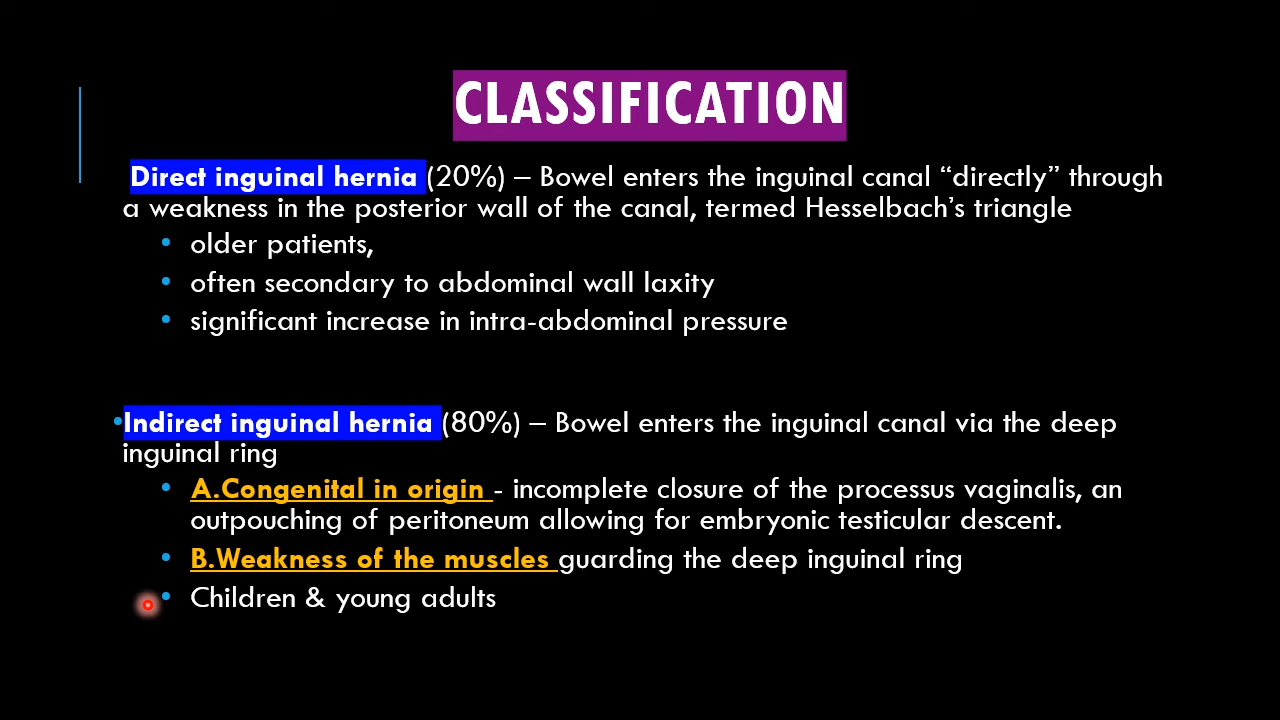 CLASSIFICATION
Direct inguinal hernia (20%) – Bowel enters the inguinal canal “directly” through
a weakness in the posterior wall of the canal, termed Hesselbach’s triangle
• older patients,
• often secondary to abdominal wall laxity
• significant increase in intra-abdominal pressure
•Indirect inguinal hernia (80%) – Bowel enters the inguinal canal via the deep
inguinal ring
• A.Congenital in origin - incomplete closure of the processus vaginalis, an
outpouching of peritoneum allowing for embryonic testicular descent.
• B.Weakness of the muscles guarding the deep inguinal ring
• Children & young adults